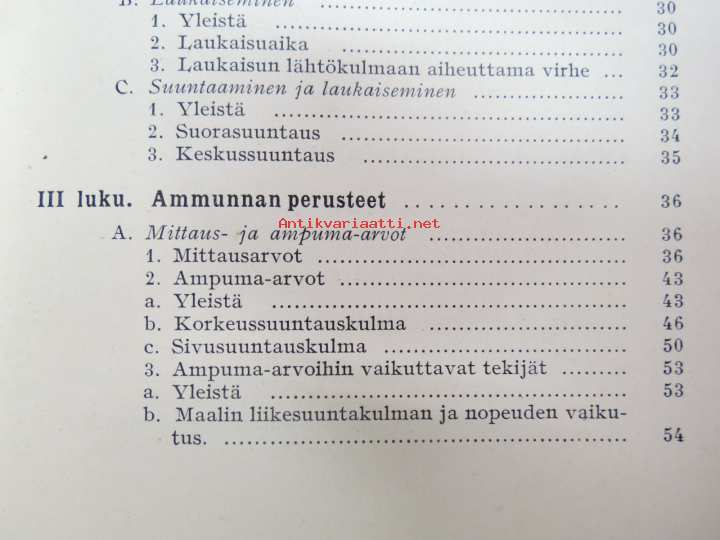 B. Laukaiseminen ........ 30
1. Yleistä ........ 30
2. Laukaisuaika ........ 30
3. Laukaisun lähtökulmaan aiheuttama virhe ... 32
C. Suuntaaminen ja laukaiseminen ........ 33
1. Yleistä ........ 33
2. Suorasuuntaus ........ 34
3. Keskussuuntaus ........ 35
III luku. Ammunnan perusteet ........ 36
Antikvariaatti.net
A. Mittaus- ja ampuma-arvot ........ 36
1. Mittausarvot ........ 36
2. Ampuma-arvot ........ 43
a. Yleistä ........ 43
b. Korkeussuuntauskulma ........ 46
c. Sivusuuntauskulma ........ 50
3. Ampuma-arvoihin vaikuttavat tekijät ........ 53
a. Yleistä ........ 53
b. Maalin liikesuuntakulman ja nopeuden vaiku-
tus. ........ 54